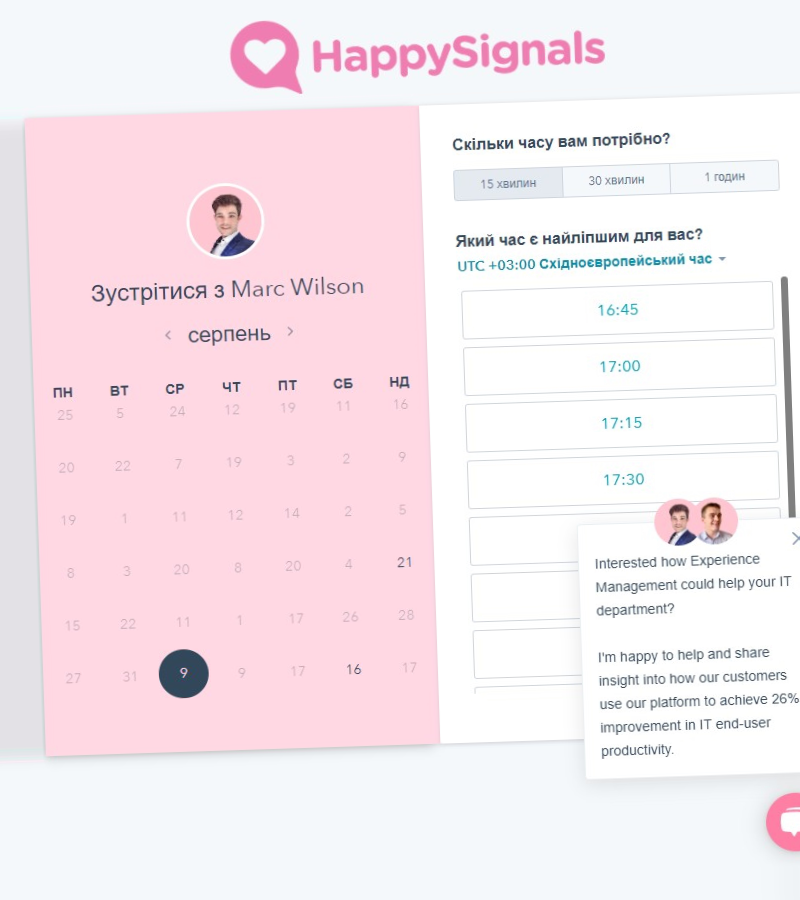 HappySignals
Зустрітися з Marc Wilson
серпень
ПН ВТ СР ЧТ ПТ СБ НД
25 5 24 12 19 11 16
20 22 7 19 3 2 9
19 1 11 12 14 2 5
8 3 20 8 20 4 21
15 22 11 1 17 26 28
27 31 9 9 17 16 17
Скільки часу вам потрібно?
15 хвилин 30 хвилин 1 годин
Який час є найліпшим для вас?
UTC +03:00 Східноєвропейський час
16:45
17:00
17:15
17:30
Interested how Experience
Management could help your IT
department?
I'm happy to help and share
insight into how our customers
use our platform to achieve 26%
improvement in IT end-user
productivity.